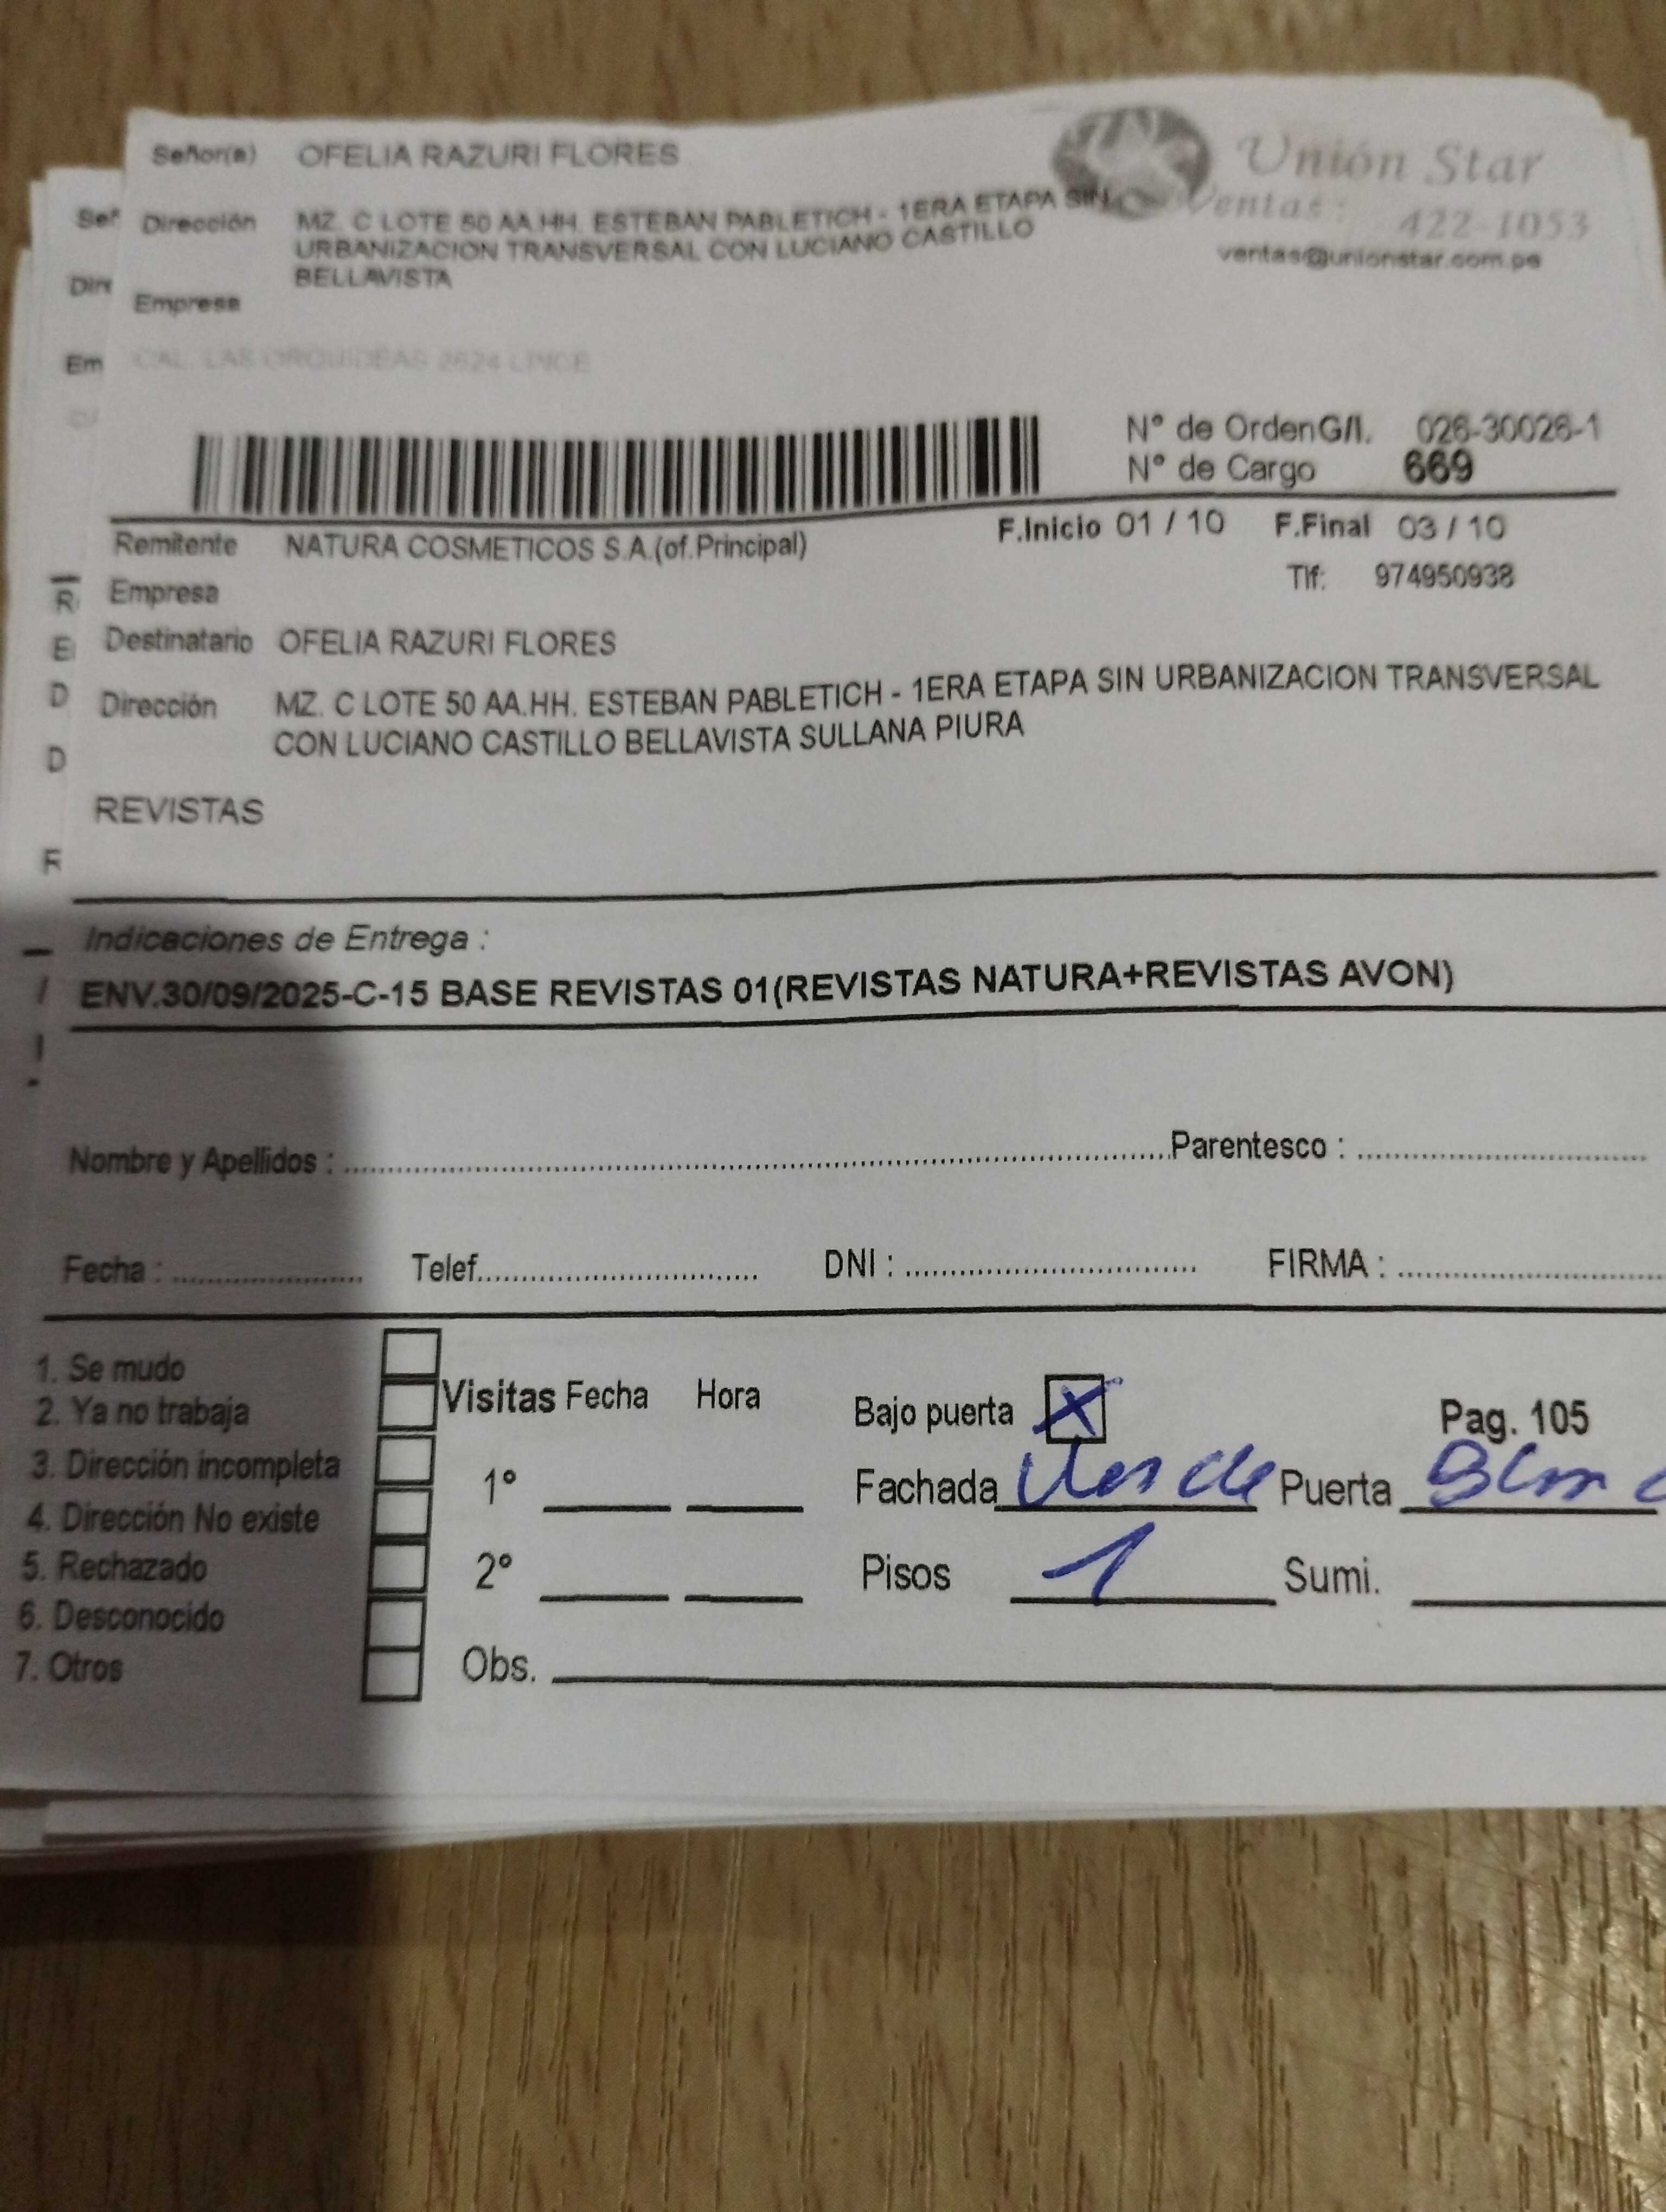 Señor(a) OFELIA RAZURI FLORES
Unión Star
Ventas: 422-1053
ventas@unionstar.com.pe
Dirección MZ. C LOTE 50 AA.HH. ESTEBAN PABLETICH - 1ERA ETAPA SIN
URBANIZACION TRANSVERSAL CON LUCIANO CASTILLO
BELLAVISTA
Empresa
CAL. LAS ORQUIDEAS 2624 LINCE
N° de OrdenG/I. 026-30026-1
N° de Cargo 669
Remitente NATURA COSMETICOS S.A.(of.Principal) F.Inicio 01 / 10 F.Final 03 / 10
Empresa Tlf: 974950938
Destinatario OFELIA RAZURI FLORES
Dirección MZ. C LOTE 50 AA.HH. ESTEBAN PABLETICH - 1ERA ETAPA SIN URBANIZACION TRANSVERSAL
CON LUCIANO CASTILLO BELLAVISTA SULLANA PIURA
REVISTAS
Indicaciones de Entrega :
ENV.30/09/2025-C-15 BASE REVISTAS 01(REVISTAS NATURA+REVISTAS AVON)
Nombre y Apellidos : Parentesco :
Fecha : Telef. DNI : FIRMA :
1. Se mudo
2. Ya no trabaja
3. Dirección incompleta
4. Dirección No existe
5. Rechazado
6. Desconocido
7. Otros
Visitas Fecha Hora
1°
2°
Obs.
Bajo puerta X Pag. 105
Fachada Verde Puerta
Pisos 1 Sumi.